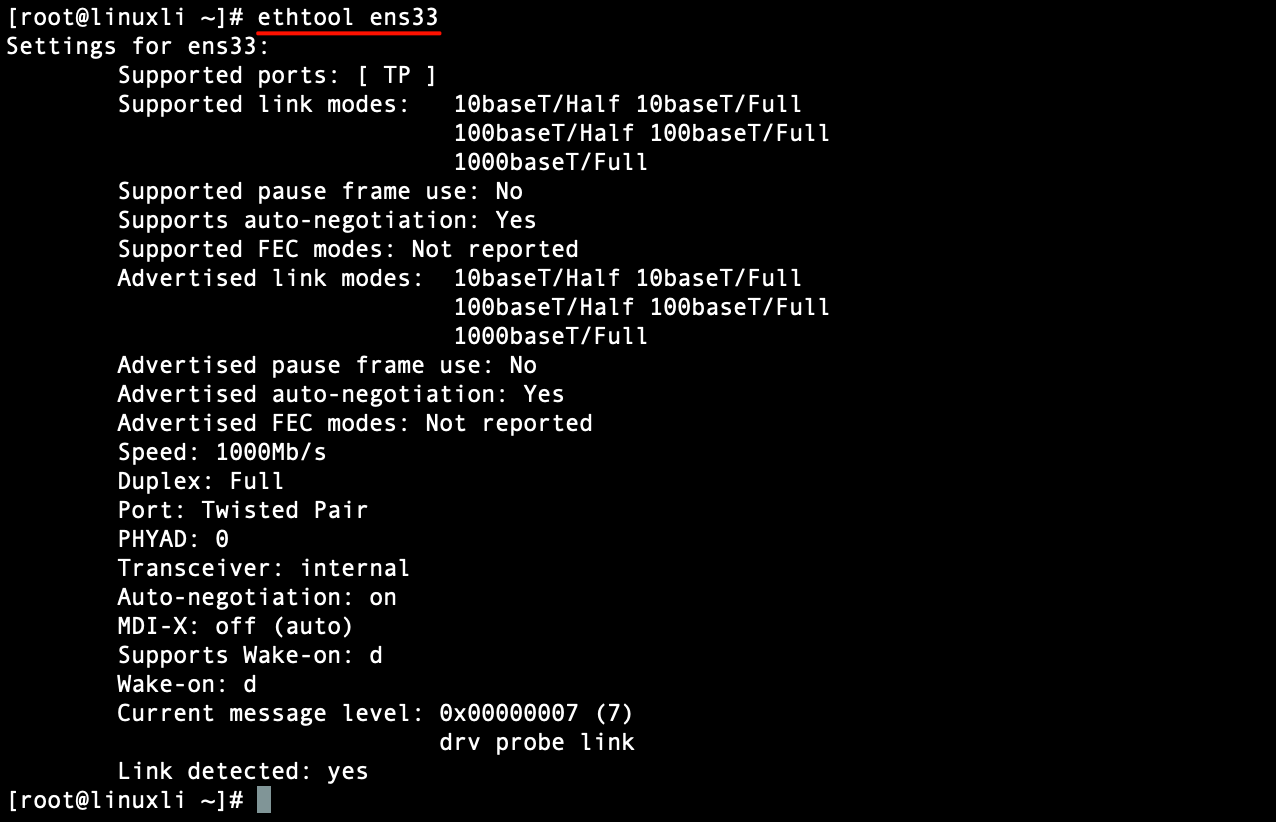 [root@linuxli ~]# ethtool ens33
Settings for ens33:
Supported ports: [ TP ]
Supported link modes:   10baseT/Half 10baseT/Full
100baseT/Half 100baseT/Full
1000baseT/Full
Supported pause frame use: No
Supports auto-negotiation: Yes
Supported FEC modes: Not reported
Advertised link modes:  10baseT/Half 10baseT/Full
100baseT/Half 100baseT/Full
1000baseT/Full
Advertised pause frame use: No
Advertised auto-negotiation: Yes
Advertised FEC modes: Not reported
Speed: 1000Mb/s
Duplex: Full
Port: Twisted Pair
PHYAD: 0
Transceiver: internal
Auto-negotiation: on
MDI-X: off (auto)
Supports Wake-on: d
Wake-on: d
Current message level: 0x00000007 (7)
drv probe link
Link detected: yes
[root@linuxli ~]#